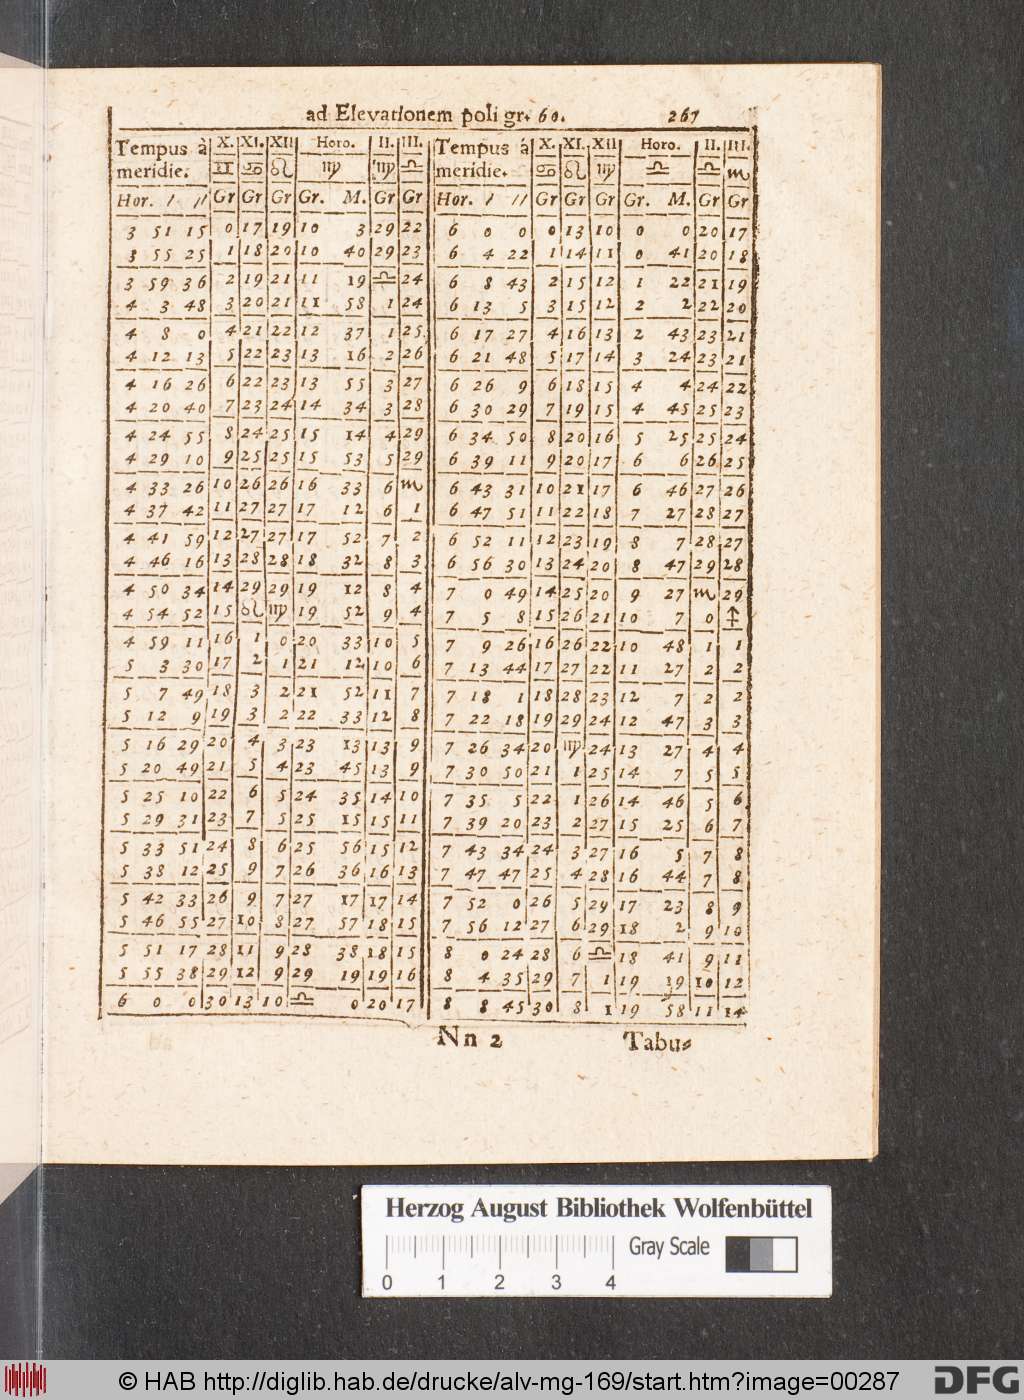 ad Elevationem poli gr. 60. 267
Tempus à meridie. X. XI. XII Horo. II. III. Tempus à meridie. X. XI. XII Horo. II. III.
♊ ♋ ♌ ♍ ♍ ♎ ♋ ♌ ♍ ♎ ♎ ♏
Hor. / // Gr Gr Gr Gr. M. Gr Gr Hor. / // Gr Gr Gr Gr. M. Gr Gr
3 51 15 0 17 19 10 3 29 22 6 0 0 0 13 10 0 0 20 17
3 55 25 1 18 20 10 40 29 23 6 4 22 1 14 11 0 41 20 18
3 59 36 2 19 21 11 19 ♎ 24 6 8 43 2 15 12 1 22 21 19
4 3 48 3 20 21 11 58 1 24 6 13 5 3 15 12 2 2 22 20
4 8 0 4 21 22 12 37 1 25 6 17 27 4 16 13 2 43 23 21
4 12 13 5 22 23 13 16 2 26 6 21 48 5 17 14 3 24 23 21
4 16 26 6 22 23 13 55 3 27 6 26 9 6 18 15 4 4 24 22
4 20 40 7 23 24 14 34 3 28 6 30 29 7 19 15 4 45 25 23
4 24 55 8 24 25 15 14 4 29 6 34 50 8 20 16 5 25 25 24
4 29 10 9 25 25 15 53 5 29 6 39 11 9 20 17 6 6 26 25
4 33 26 10 26 26 16 33 6 ♏ 6 43 31 10 21 17 6 46 27 26
4 37 42 11 27 27 17 12 6 1 6 47 51 11 22 18 7 27 28 27
4 41 59 12 27 27 17 52 7 2 6 52 11 12 23 19 8 7 28 27
4 46 16 13 28 28 18 32 8 3 6 56 30 13 24 20 8 47 29 28
4 50 34 14 29 29 19 12 8 4 7 0 49 14 25 20 9 27 ♏ 29
4 54 52 15 ♌ ♍ 19 52 9 4 7 5 8 15 26 21 10 7 0 ♐
4 59 11 16 1 0 20 33 10 5 7 9 26 16 26 22 10 48 1 1
5 3 30 17 2 1 21 12 10 6 7 13 44 17 27 22 11 27 2 2
5 7 49 18 3 2 21 52 11 7 7 18 1 18 28 23 12 7 2 2
5 12 9 19 3 2 22 33 12 8 7 22 18 19 29 24 12 47 3 3
5 16 29 20 4 3 23 13 13 9 7 26 34 20 ♍ 24 13 27 4 4
5 20 49 21 5 4 23 45 13 9 7 30 50 21 1 25 14 7 5 5
5 25 10 22 6 5 24 35 14 10 7 35 5 22 1 26 14 46 5 6
5 29 31 23 7 5 25 15 15 11 7 39 20 23 2 27 15 25 6 7
5 33 51 24 8 6 25 56 15 12 7 43 34 24 3 27 16 5 7 8
5 38 12 25 9 7 26 36 16 13 7 47 47 25 4 28 16 44 7 8
5 42 33 26 9 7 27 17 17 14 7 52 0 26 5 29 17 23 8 9
5 46 55 27 10 8 27 57 18 15 7 56 12 27 6 29 18 2 9 10
5 51 17 28 11 9 28 38 18 15 8 0 24 28 6 ♎ 18 41 9 11
5 55 38 29 12 9 29 19 19 16 8 4 35 29 7 1 19 19 10 12
6 0 0 30 13 10 ♎ 0 20 17 8 8 45 30 8 1 19 58 11 14
Nn 2 Tabu⸗
Herzog August Bibliothek Wolfenbüttel
Gray Scale
0 1 2 3 4
© HAB http://diglib.hab.de/drucke/alv-mg-169/start.htm?image=00287
DFG